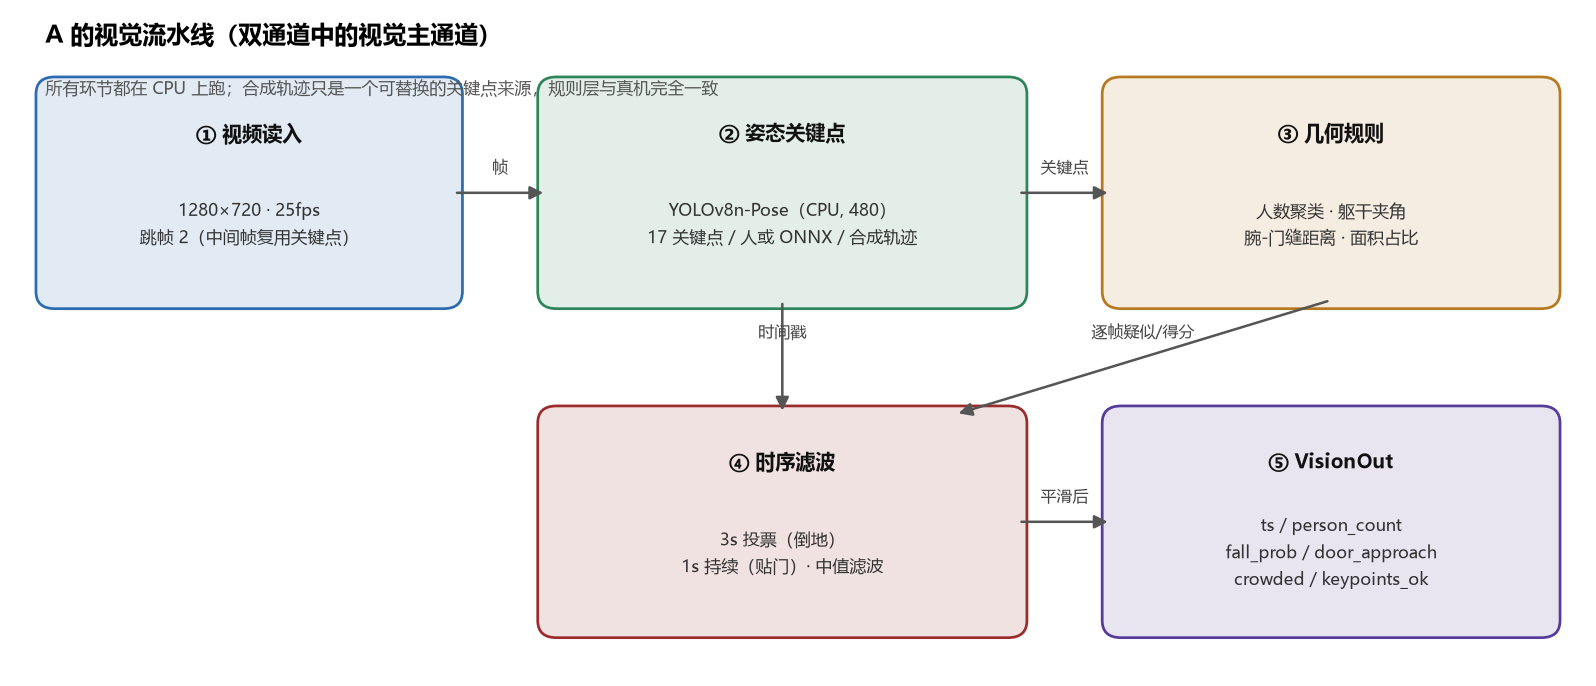 A 的视觉流水线（双通道中的视觉主通道）
所有环节都在 CPU 上跑；合成轨迹只是一个可替换的关键点来源，规则层与真机完全一致
① 视频读入
1280×720 · 25fps
跳帧 2（中间帧复用关键点）
帧
② 姿态关键点
YOLOv8n-Pose（CPU, 480）
17 关键点 / 人或 ONNX / 合成轨迹
关键点
③ 几何规则
人数聚类 · 躯干夹角
腕-门缝距离 · 面积占比
时间戳
逐帧疑似/得分
④ 时序滤波
3s 投票（倒地）
1s 持续（贴门）· 中值滤波
平滑后
⑤ VisionOut
ts / person_count
fall_prob / door_approach
crowded / keypoints_ok